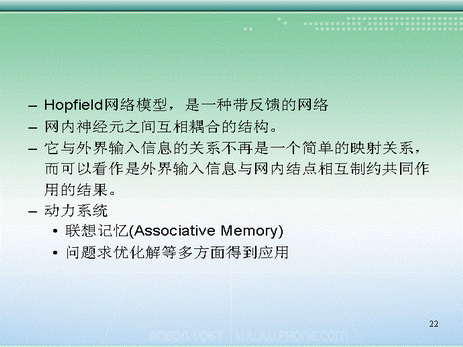 – Hopfield网络模型，是一种带反馈的网络
– 网内神经元之间互相耦合的结构。
– 它与外界输入信息的关系不再是一个简单的映射关系，
而可以看作是外界输入信息与网内结点相互制约共同作
用的结果。
– 动力系统
• 联想记忆(Associative Memory)
• 问题求优化解等多方面得到应用
22